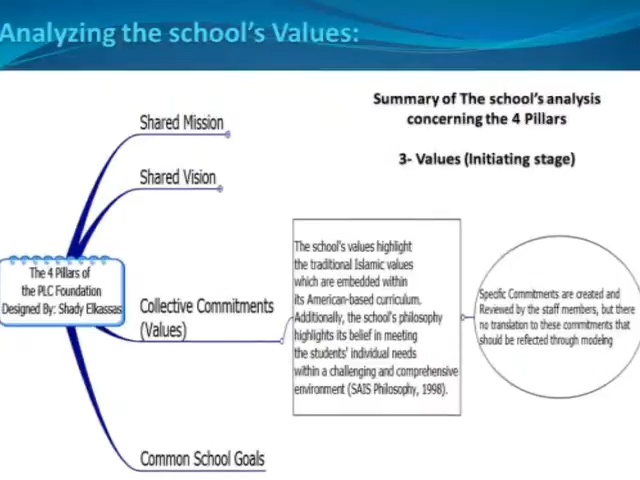 Analyzing the school's Values:
Summary of The school's analysis
concerning the 4 Pillars
3- Values (Initiating stage)
Shared Mission
Shared Vision
The 4 Pillars of
the PLC Foundation
Designed By: Shady Elkassas
Collective Commitments
(Values)
The school's values highlight
the traditional Islamic values
which are embedded within
its American-based curriculum.
Additionally, the school's philosophy
highlights its belief in meeting
the students' individual needs
within a challenging and comprehensive
environment (SAIS Philosophy, 1998).
Specific Commitments are created and
Reviewed by the staff members, but there
no translation to these commitments that
should be reflected through modeling
Common School Goals